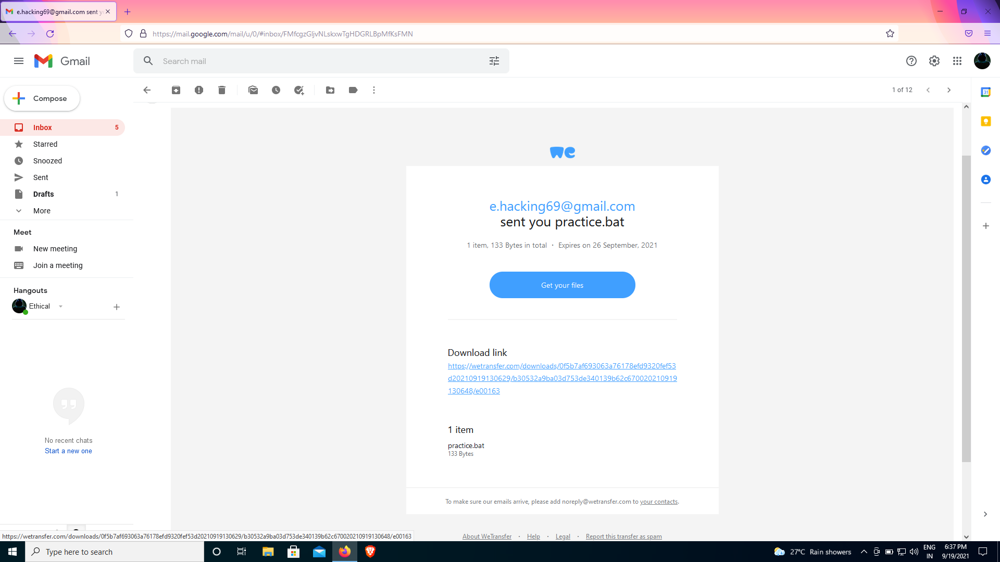 e.hacking69@gmail.com sent yo
https://mail.google.com/mail/u/0/#inbox/FMfcgzGljvNLskxwTgHDGRLBpMfKsFMN
Gmail
Search mail
Compose
1 of 12
Inbox 5
Starred
Snoozed
Sent
Drafts 1
More
Meet
New meeting
Join a meeting
Hangouts
Ethical
No recent chats
Start a new one
we
e.hacking69@gmail.com
sent you practice.bat
1 item, 133 Bytes in total · Expires on 26 September, 2021
Get your files
Download link
https://wetransfer.com/downloads/0f5b7af693063a76178efd9320fef53
d20210919130629/b30532a9ba03d753de340139b62c670020210919
130648/e00163
1 item
practice.bat
133 Bytes
To make sure our emails arrive, please add noreply@wetransfer.com to your contacts.
About WeTransfer · Help · Legal · Report this transfer as spam
https://wetransfer.com/downloads/0f5b7af693063a76178efd9320fef53d20210919130629/b30532a9ba03d753de340139b62c670020210919130648/e00163
Type here to search
31
27°C Rain showers
ENG
IN
6:37 PM
9/19/2021